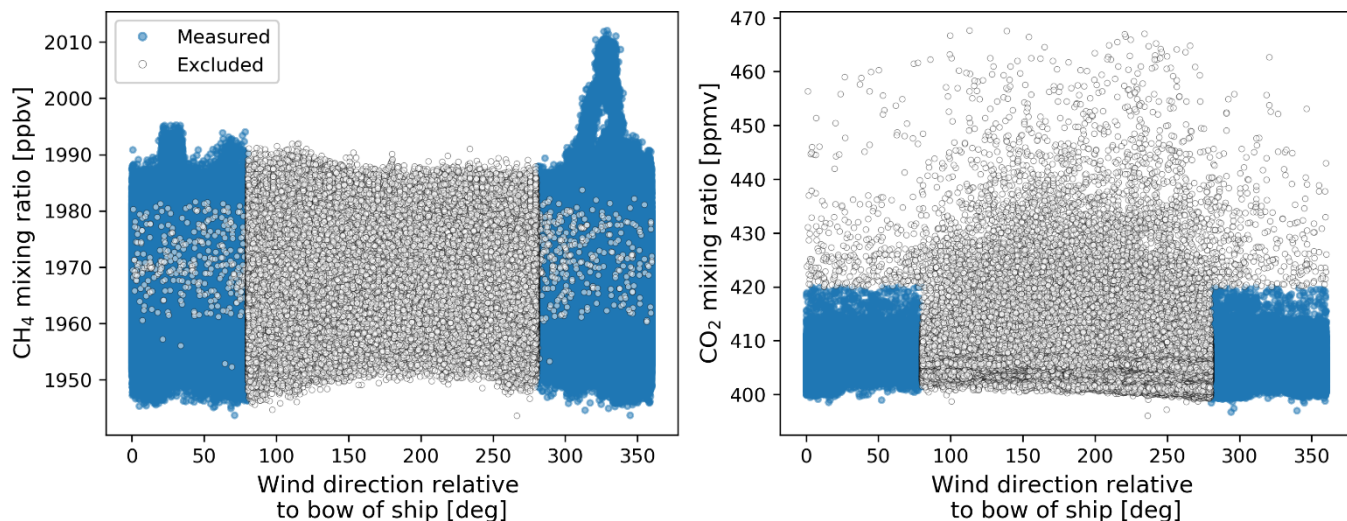 CH₄ mixing ratio [ppbv]
2010
2000
1990
1980
1970
1960
1950
Measured
Excluded
0 50 100 150 200 250 300 350
Wind direction relative
to bow of ship [deg]
CO₂ mixing ratio [ppmv]
470
460
450
440
430
420
410
400
0 50 100 150 200 250 300 350
Wind direction relative
to bow of ship [deg]